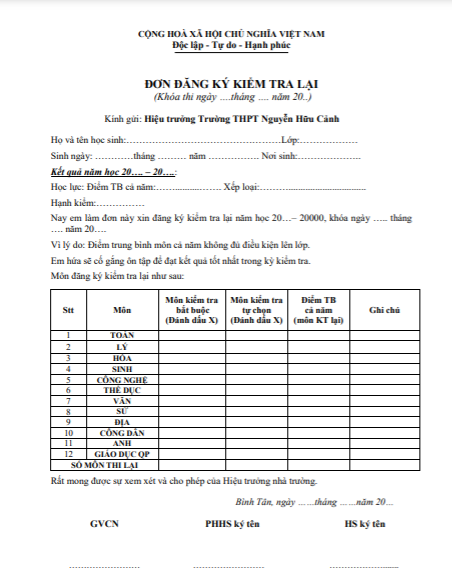 CỘNG HOÀ XÃ HỘI CHỦ NGHĨA VIỆT NAM
Độc lập - Tự do - Hạnh phúc
ĐƠN ĐĂNG KÝ KIỂM TRA LẠI
(Khóa thi ngày ….tháng …. năm 20..)
Kính gửi: Hiệu trưởng Trường THPT Nguyễn Hữu Cảnh
Họ và tên học sinh:…………………………………………Lớp:………………
Sinh ngày: …………tháng ……… năm …………… Nơi sinh:………………..
Kết quả năm học 20…. – 20….:
Học lực: Điểm TB cả năm:……..........……. Xếp loại:……….................................
Hạnh kiểm:……………
Nay em làm đơn này xin đăng ký kiểm tra lại năm học 20…– 20000, khóa ngày ….. tháng
…. năm 20….
Vì lý do: Điểm trung bình môn cả năm không đủ điều kiện lên lớp.
Em hứa sẽ cố gắng ôn tập để đạt kết quả tốt nhất trong kỳ kiểm tra.
Môn đăng ký kiểm tra lại như sau:
Stt Môn Môn kiểm tra bắt buộc (Đánh dấu X) Môn kiểm tra tự chọn (Đánh dấu X) Điểm TB cả năm (môn KT lại) Ghi chú
1 TOÁN
2 LÝ
3 HÓA
4 SINH
5 CÔNG NGHỆ
6 THỂ DỤC
7 VĂN
8 SỬ
9 ĐỊA
10 CÔNG DÂN
11 ANH
12 GIÁO DỤC QP
SỐ MÔN THI LẠI
Rất mong được sự xem xét và cho phép của Hiệu trưởng nhà trường.
Bình Tân, ngày ……tháng ……năm 20…
GVCN PHHS ký tên HS ký tên
…………………… …………………… ……………………